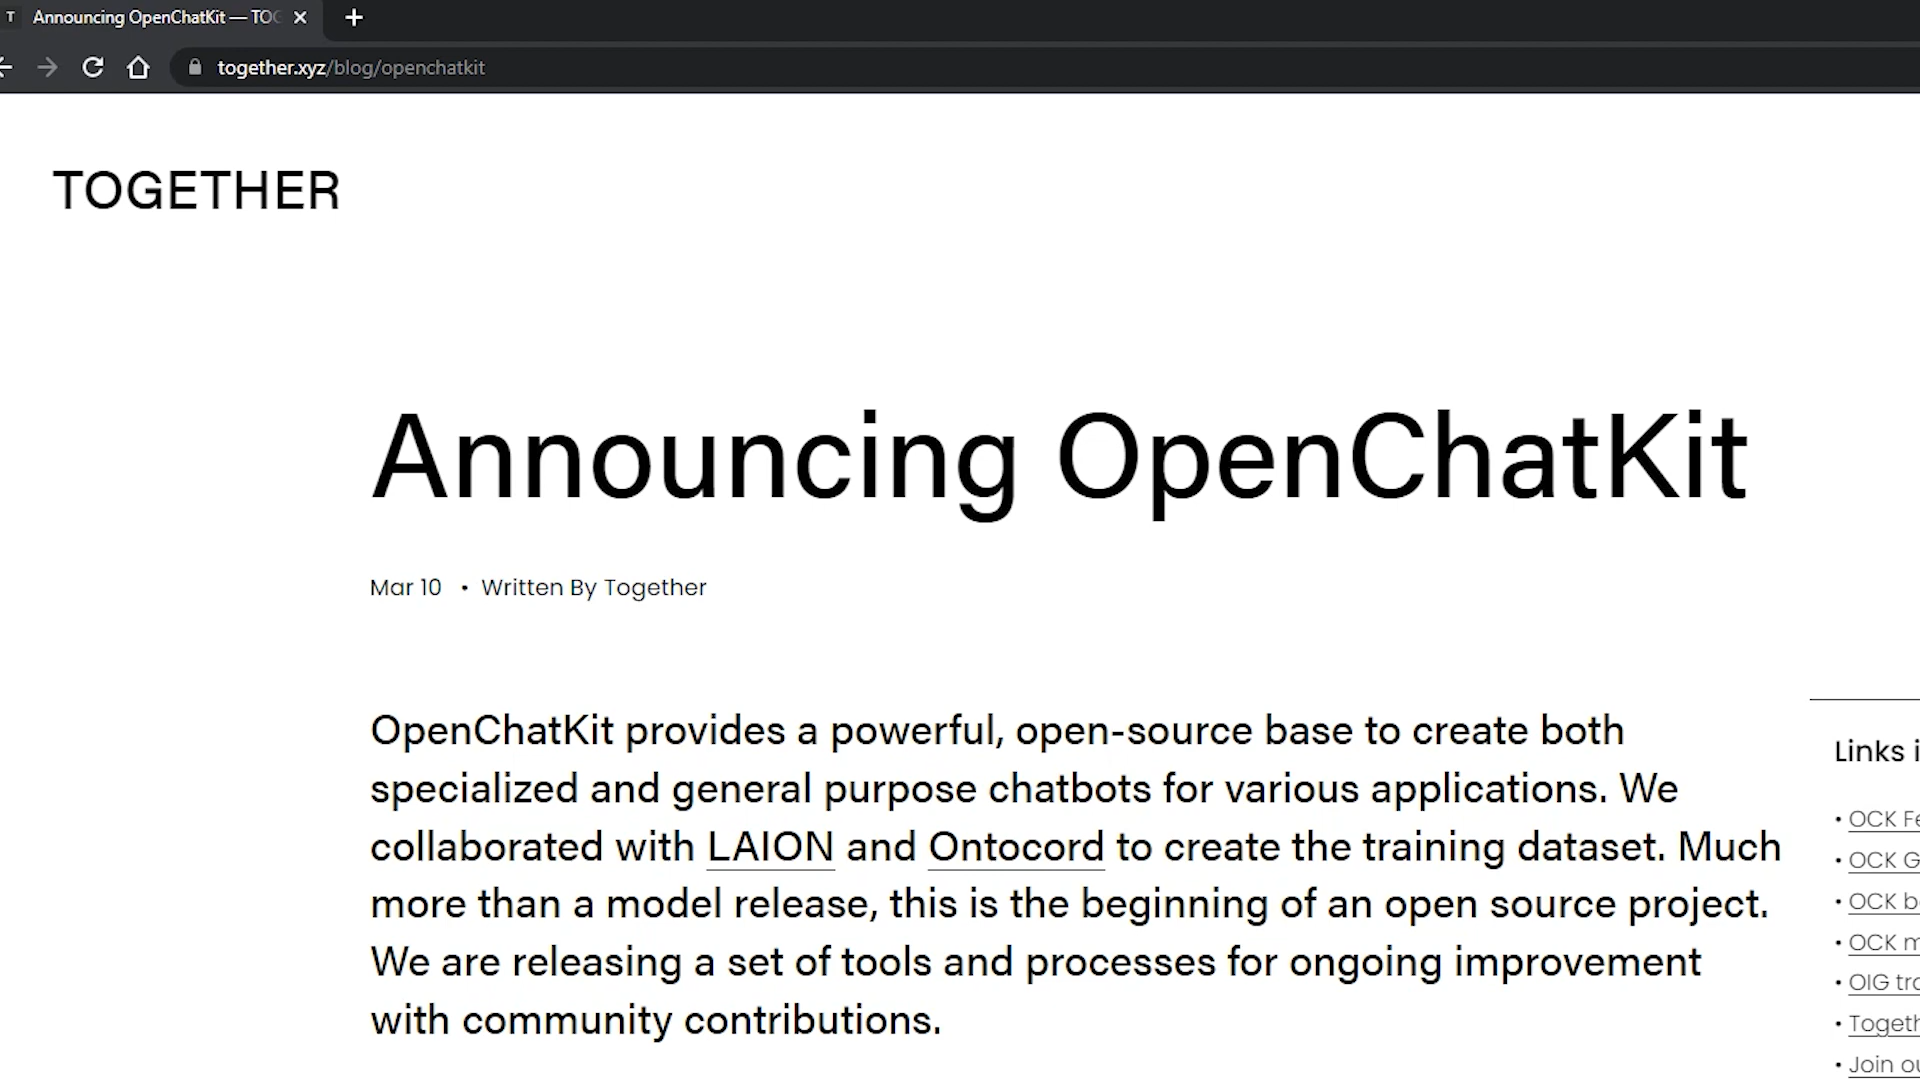 T Announcing OpenChatKit — TOG
together.xyz/blog/openchatkit
TOGETHER
Announcing OpenChatKit
Mar 10 • Written By Together
OpenChatKit provides a powerful, open-source base to create both
specialized and general purpose chatbots for various applications. We
collaborated with LAION and Ontocord to create the training dataset. Much
more than a model release, this is the beginning of an open source project.
We are releasing a set of tools and processes for ongoing improvement
with community contributions.
Links
• OCK
• OCK
• OCK
• OCK
• OIG
• Join